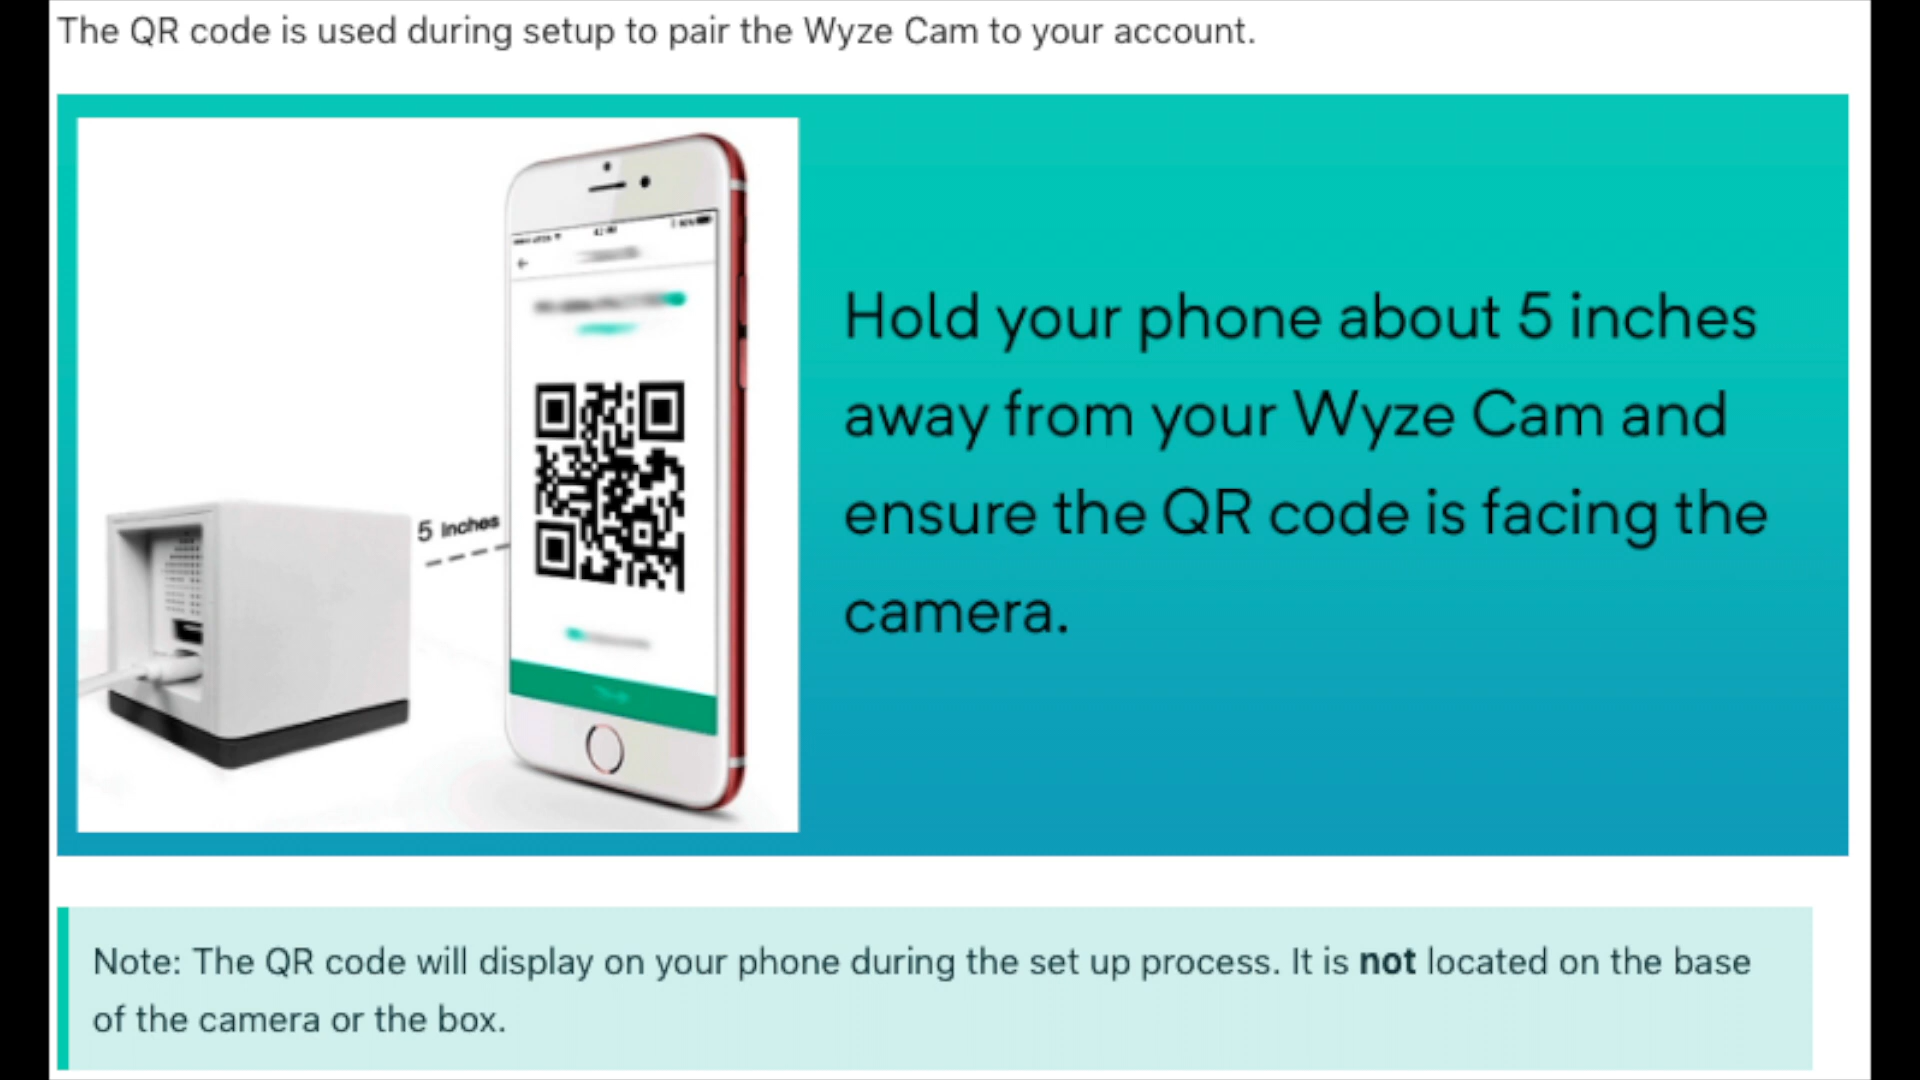 The QR code is used during setup to pair the Wyze Cam to your account.
5 Inches
Hold your phone about 5 inches
away from your Wyze Cam and
ensure the QR code is facing the
camera.
Note: The QR code will display on your phone during the set up process. It is not located on the base
of the camera or the box.